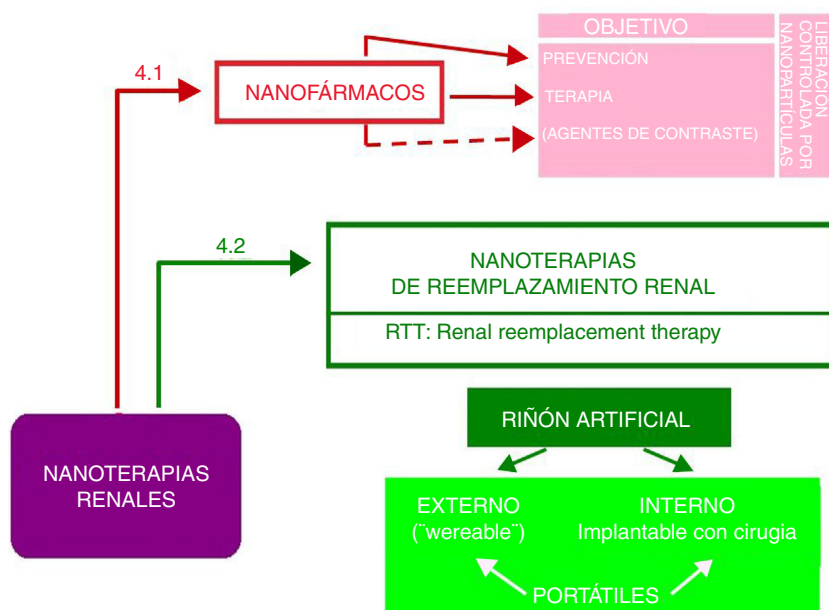 4.1
NANOFÁRMACOS
OBJETIVO
PREVENCIÓN
TERAPIA
(AGENTES DE CONTRASTE)
LIBERACIÓN
CONTROLADA POR
NANOPARTÍCULAS
4.2
NANOTERAPIAS
DE REEMPLAZAMIENTO RENAL
RTT: Renal reemplacement therapy
NANOTERAPIAS
RENALES
RIÑÓN ARTIFICIAL
EXTERNO
(¨wereable¨)
INTERNO
Implantable con cirugia
PORTÁTILES